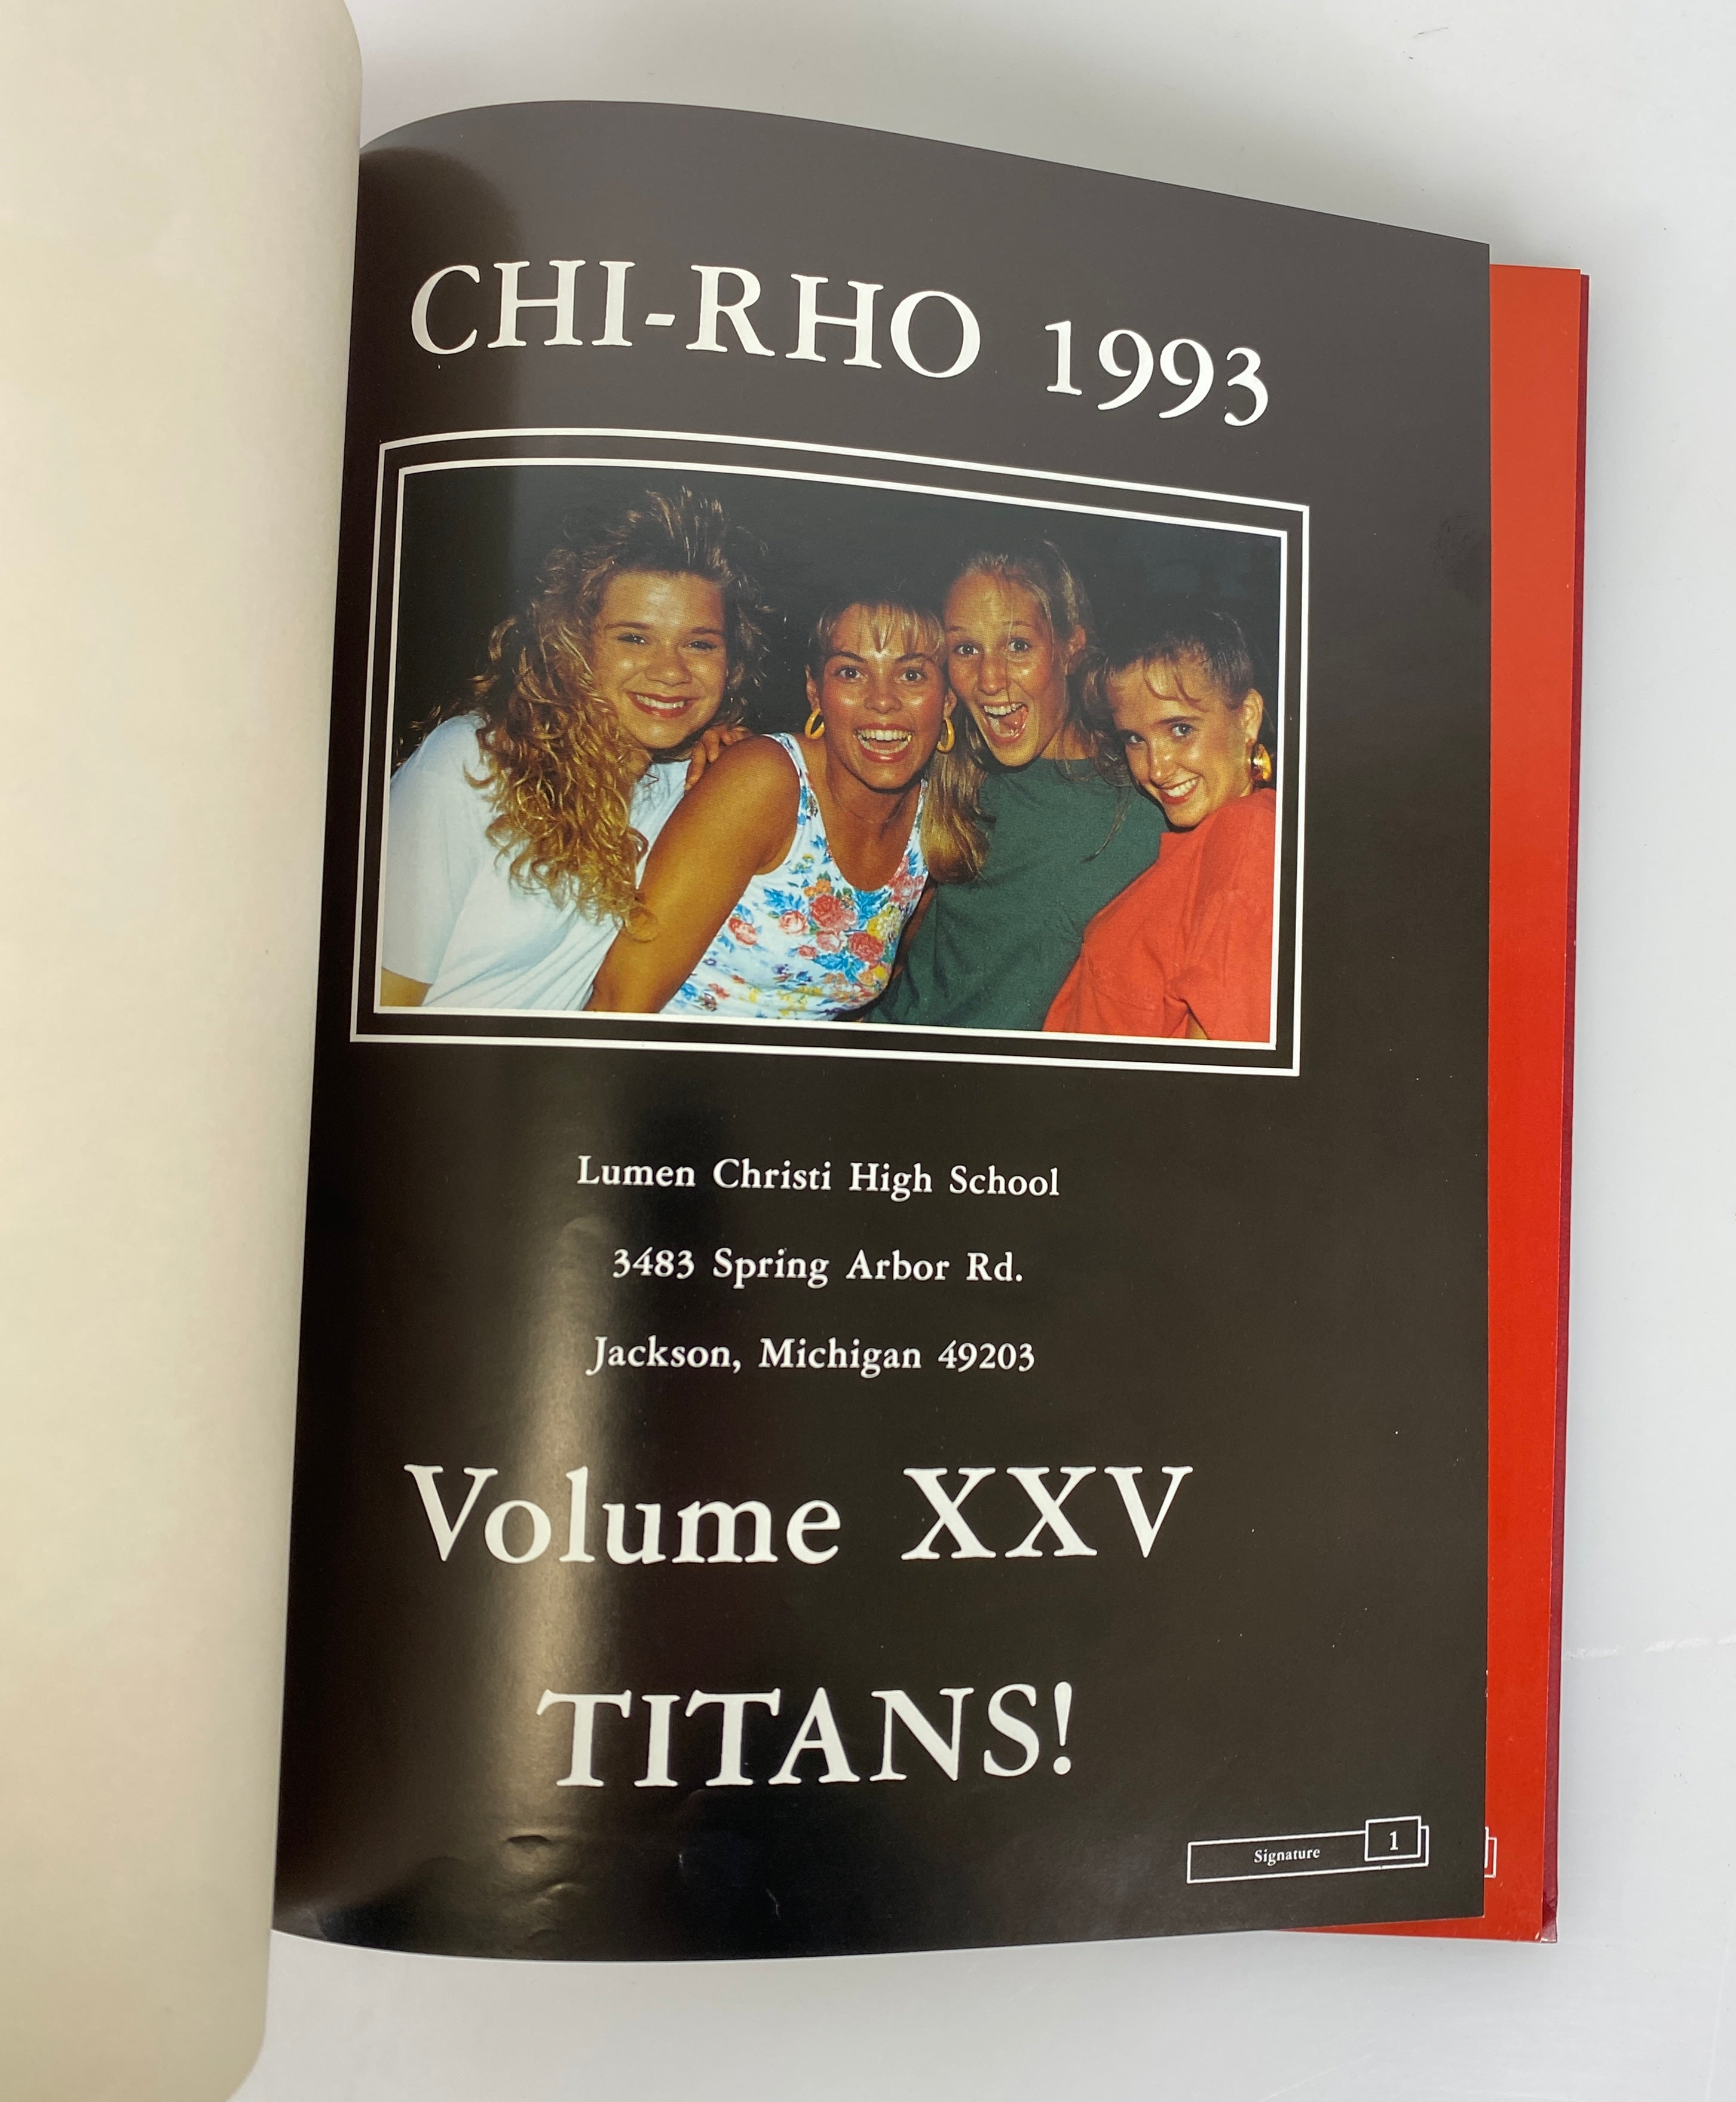 CHI-RHO 1993
Lumen Christi High School
3483 Spring Arbor Rd.
Jackson, Michigan 49203
Volume XXV
TITANS!
Signature 1